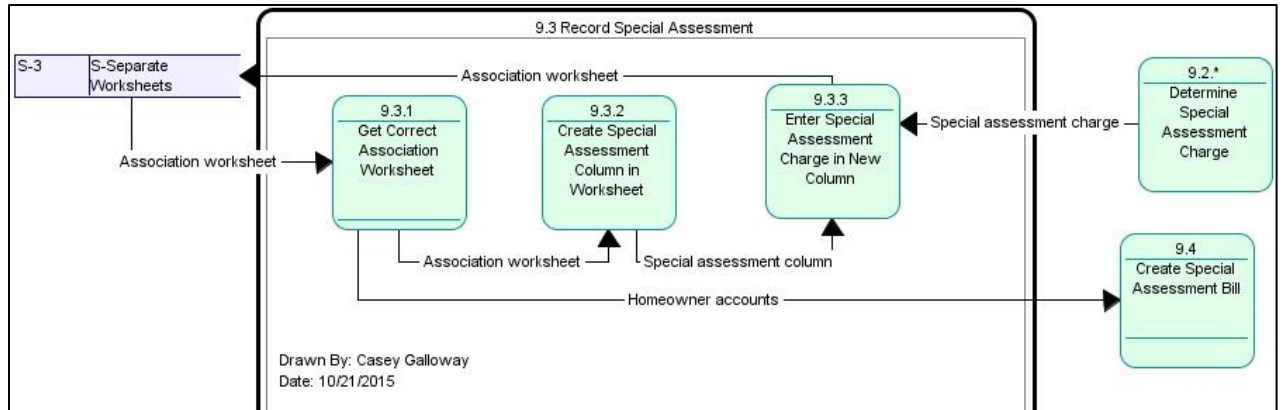 9.3 Record Special Assessment
S-3
S-Separate
Worksheets
Association worksheet
9.2.*
Determine
Special
Assessment
Charge
9.3.1
Get Correct
Association
Worksheet
9.3.2
Create Special
Assessment
Column in
Worksheet
9.3.3
Enter Special
Assessment
Charge in New
Column
Special assessment charge
Association worksheet
Association worksheet
Special assessment column
9.4
Create Special
Assessment Bill
Homeowner accounts
Drawn By: Casey Galloway
Date: 10/21/2015